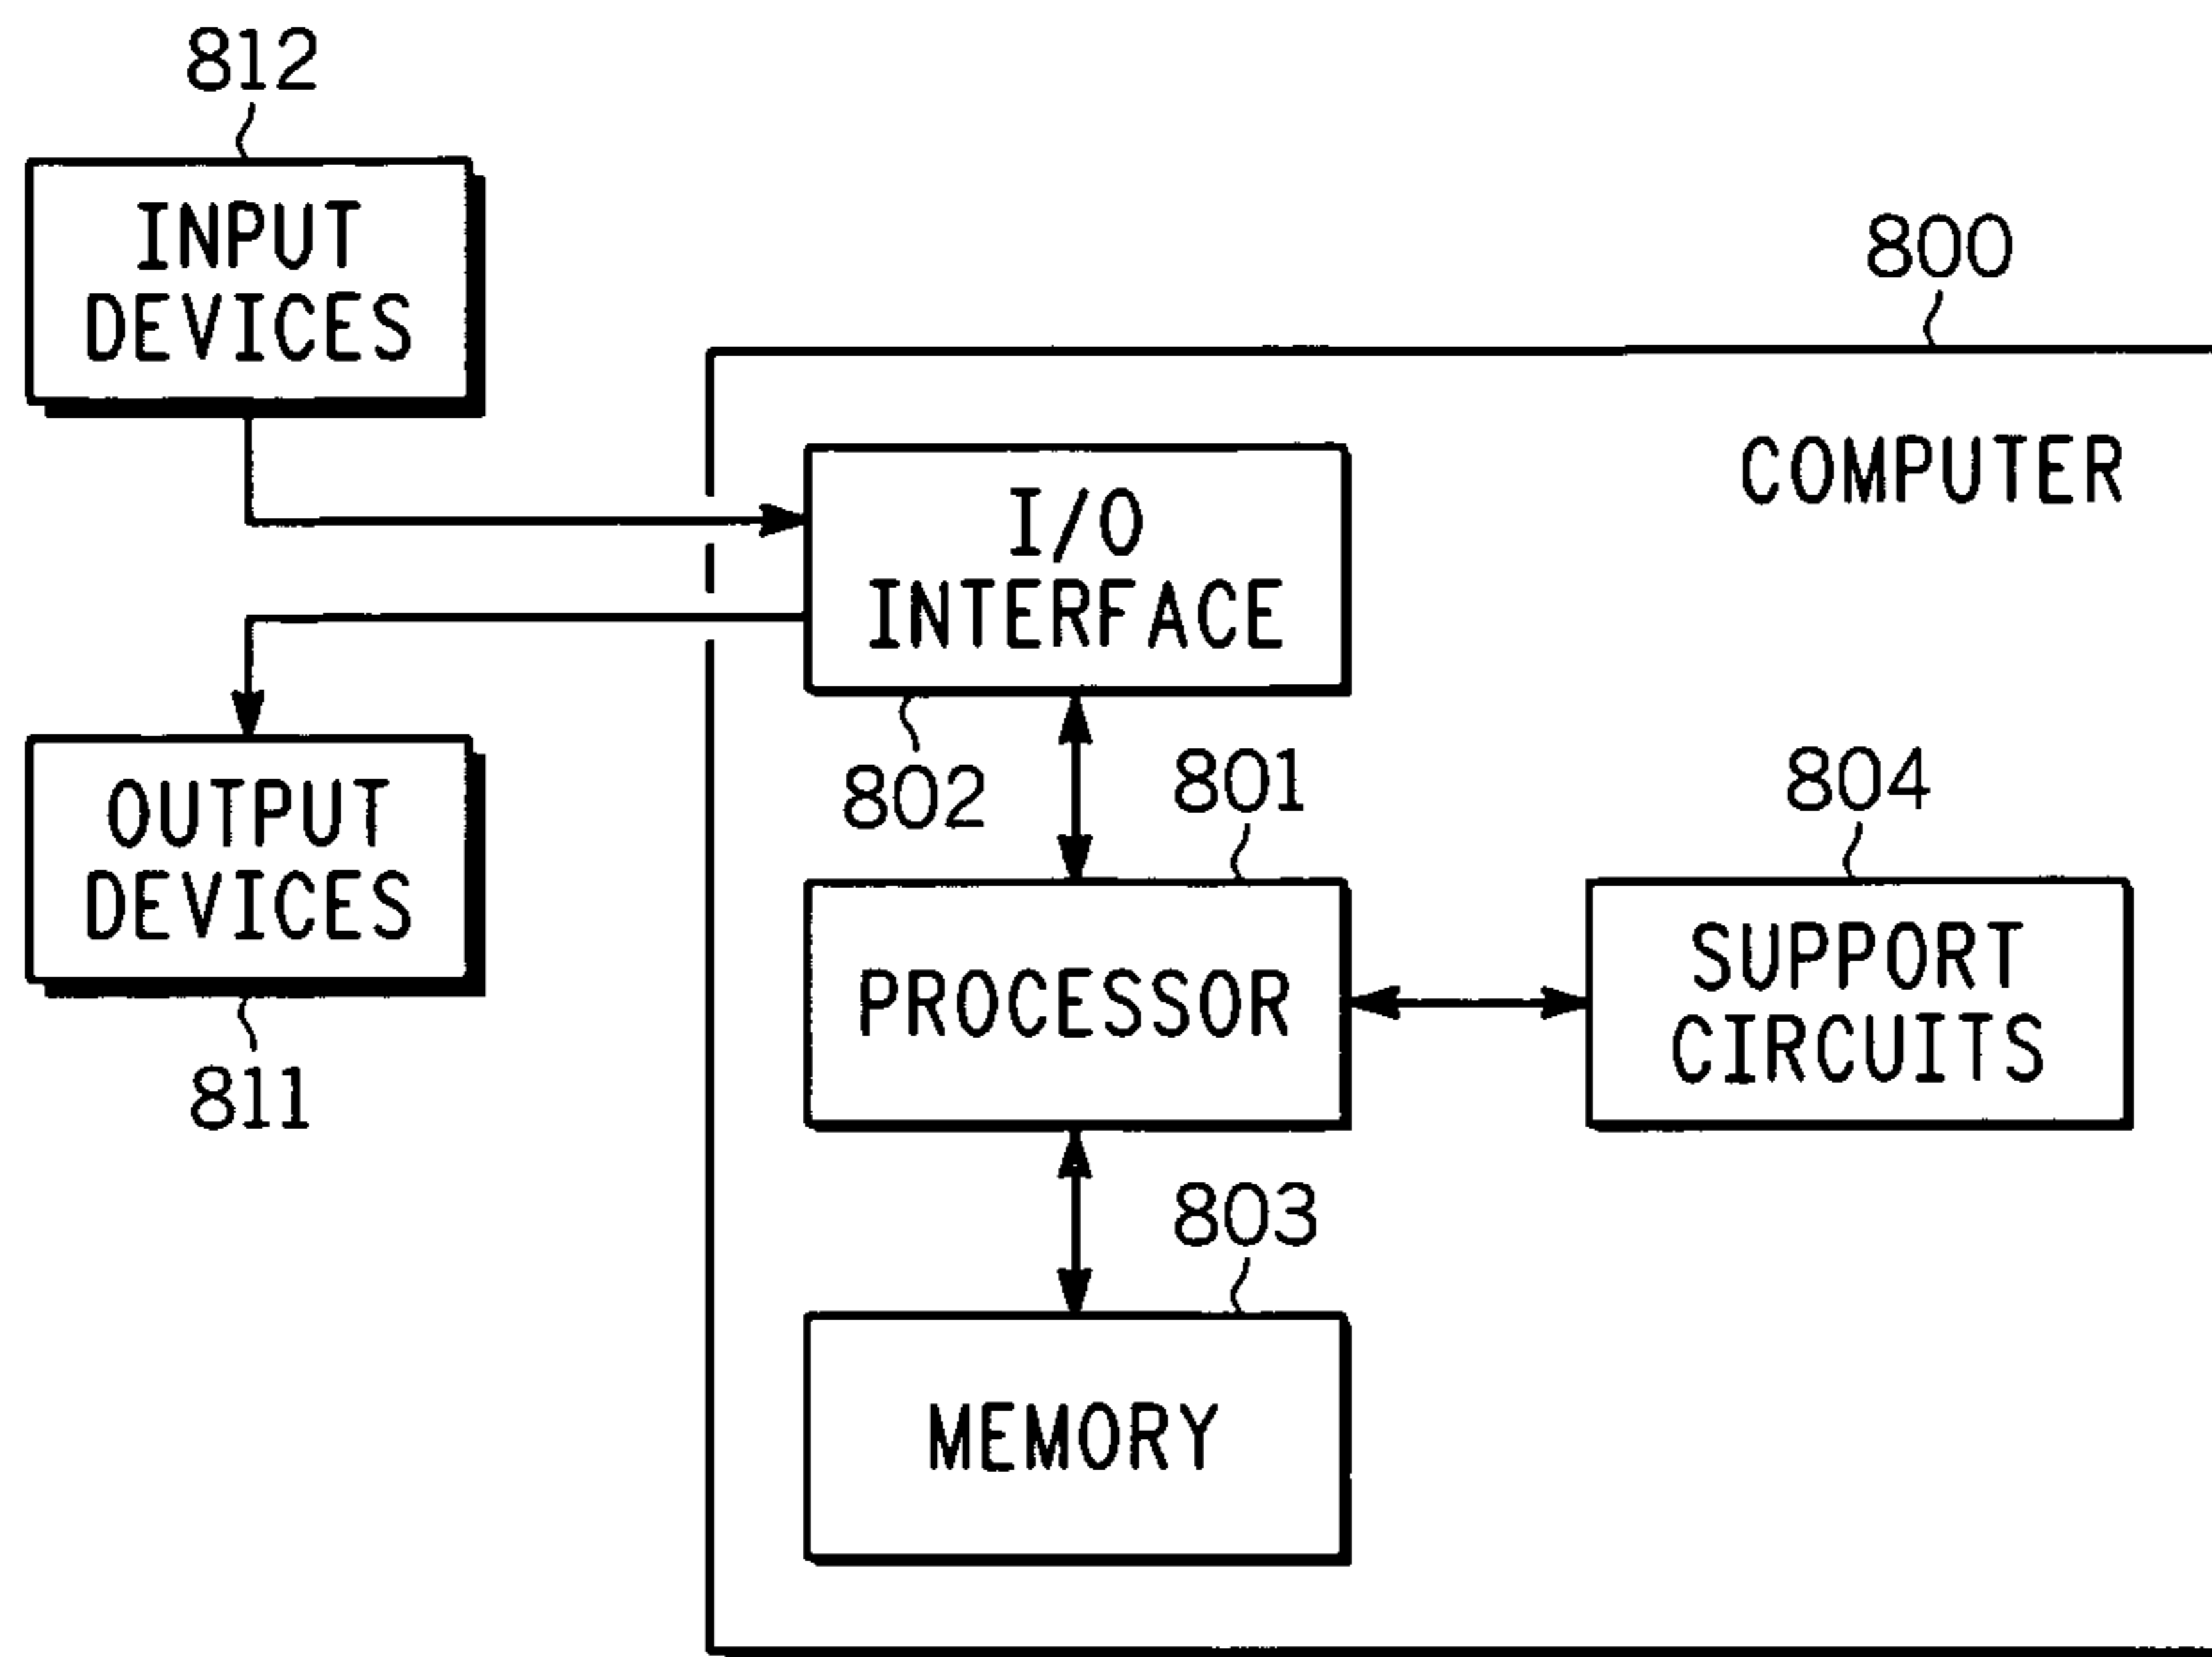 812
INPUT
DEVICES
800
COMPUTER
I/O
INTERFACE
802
801
804
OUTPUT
DEVICES
811
PROCESSOR
SUPPORT
CIRCUITS
803
MEMORY